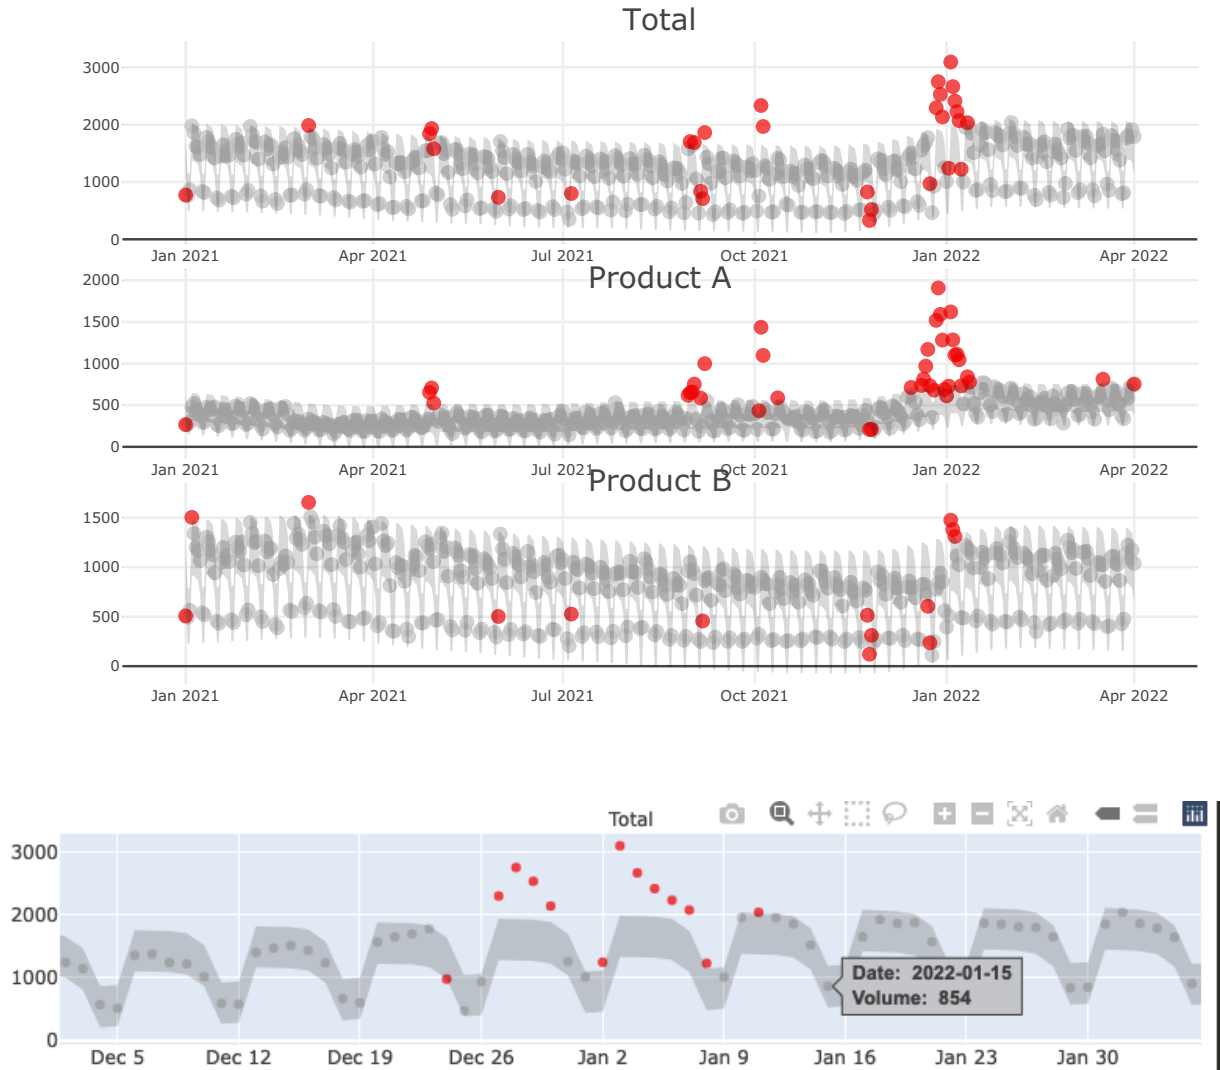 Total
3000
2000
1000
0
Jan 2021 Apr 2021 Jul 2021 Oct 2021 Jan 2022 Apr 2022
Product A
2000
1500
1000
500
0
Jan 2021 Apr 2021 Jul 2021 Oct 2021 Jan 2022 Apr 2022
Product B
1500
1000
500
0
Jan 2021 Apr 2021 Jul 2021 Oct 2021 Jan 2022 Apr 2022
Total
3000
2000
1000
0
Date: 2022-01-15
Volume: 854
Dec 5 Dec 12 Dec 19 Dec 26 Jan 2 Jan 9 Jan 16 Jan 23 Jan 30